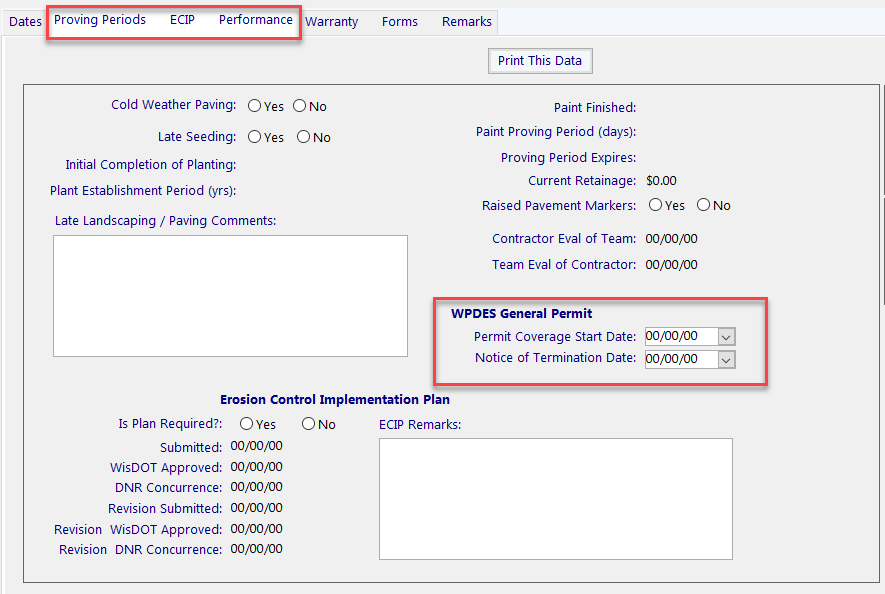 Dates Proving Periods ECIP Performance Warranty Forms Remarks
Print This Data
Cold Weather Paving: Yes No
Late Seeding: Yes No
Initial Completion of Planting:
Plant Establishment Period (yrs):
Late Landscaping / Paving Comments:
Paint Finished:
Paint Proving Period (days):
Proving Period Expires:
Current Retainage: $0.00
Raised Pavement Markers: Yes No
Contractor Eval of Team: 00/00/00
Team Eval of Contractor: 00/00/00
WPDES General Permit
Permit Coverage Start Date: 00/00/00
Notice of Termination Date: 00/00/00
Erosion Control Implementation Plan
Is Plan Required?: Yes No
Submitted: 00/00/00
WisDOT Approved: 00/00/00
DNR Concurrence: 00/00/00
Revision Submitted: 00/00/00
Revision WisDOT Approved: 00/00/00
Revision DNR Concurrence: 00/00/00
ECIP Remarks: